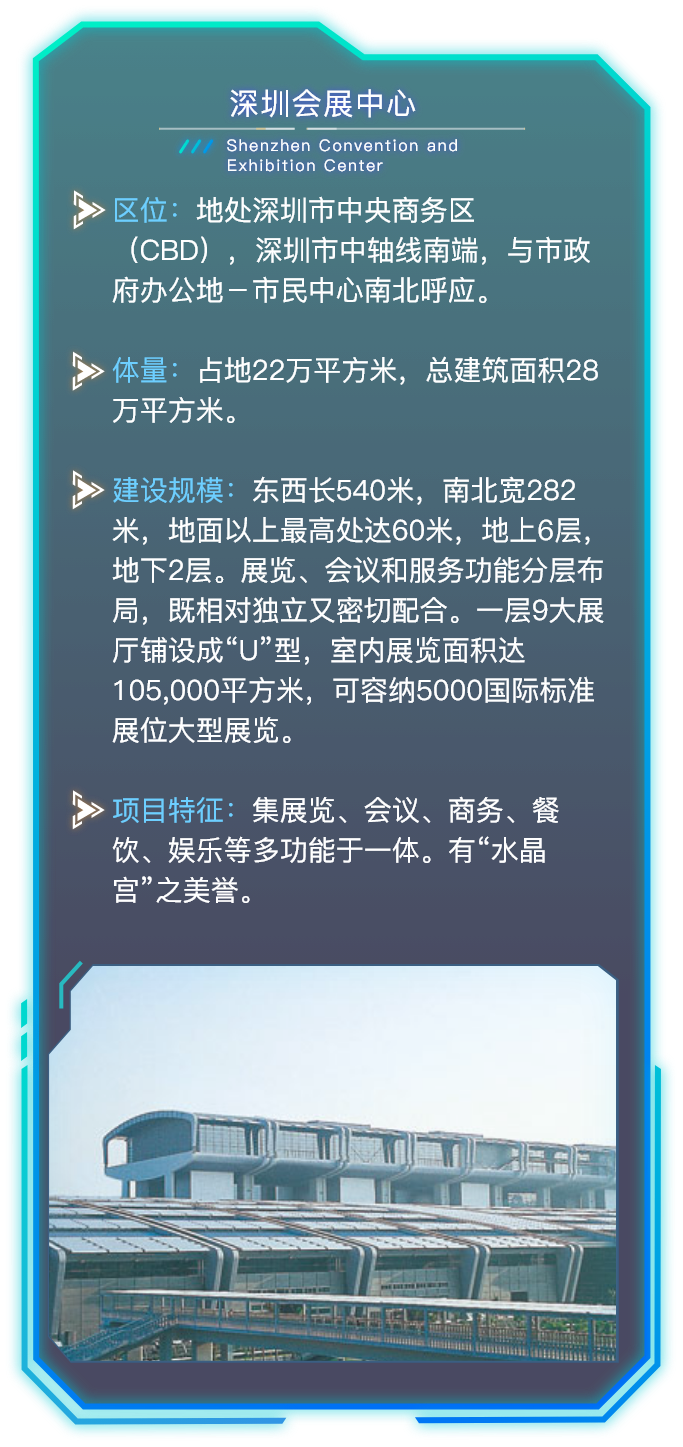 深圳会展中心
Shenzhen Convention and
Exhibition Center
区位：地处深圳市中央商务区
（CBD），深圳市中轴线南端，与市政
府办公地－市民中心南北呼应。
体量：占地22万平方米，总建筑面积28
万平方米。
建设规模：东西长540米，南北宽282
米，地面以上最高处达60米，地上6层，
地下2层。展览、会议和服务功能分层布
局，既相对独立又密切配合。一层9大展
厅铺设成“U”型，室内展览面积达
105,000平方米，可容纳5000国际标准
展位大型展览。
项目特征：集展览、会议、商务、餐
饮、娱乐等多功能于一体。有“水晶
宫”之美誉。